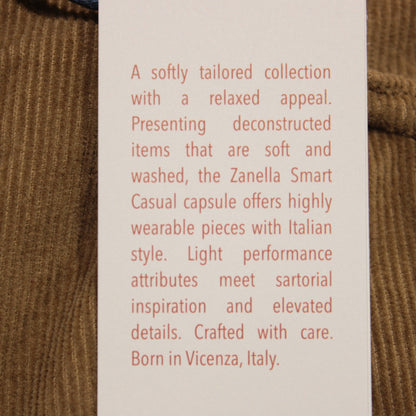 A softly tailored collection
with a relaxed appeal.
Presenting deconstructed
items that are soft and
washed, the Zanella Smart
Casual capsule offers highly
wearable pieces with Italian
style. Light performance
attributes meet sartorial
inspiration and elevated
details. Crafted with care.
Born in Vicenza, Italy.